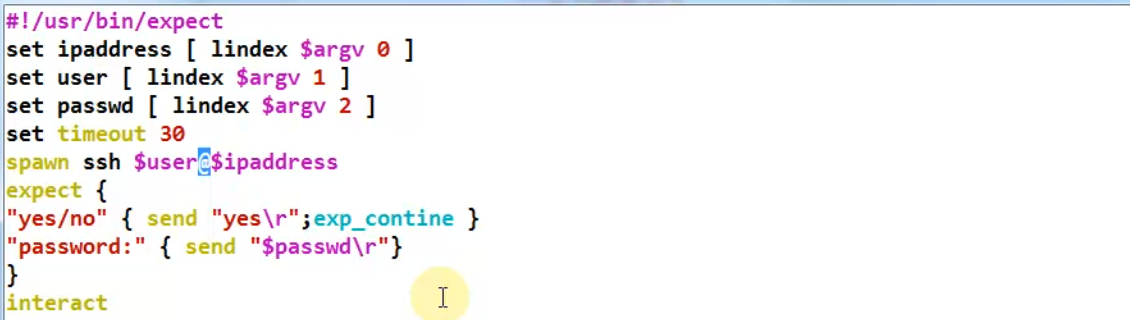 #!/usr/bin/expect
set ipaddress [ lindex $argv 0 ]
set user [ lindex $argv 1 ]
set passwd [ lindex $argv 2 ]
set timeout 30
spawn ssh $user@$ipaddress
expect {
"yes/no" { send "yes\r";exp_contine }
"password:" { send "$passwd\r"}
}
interact